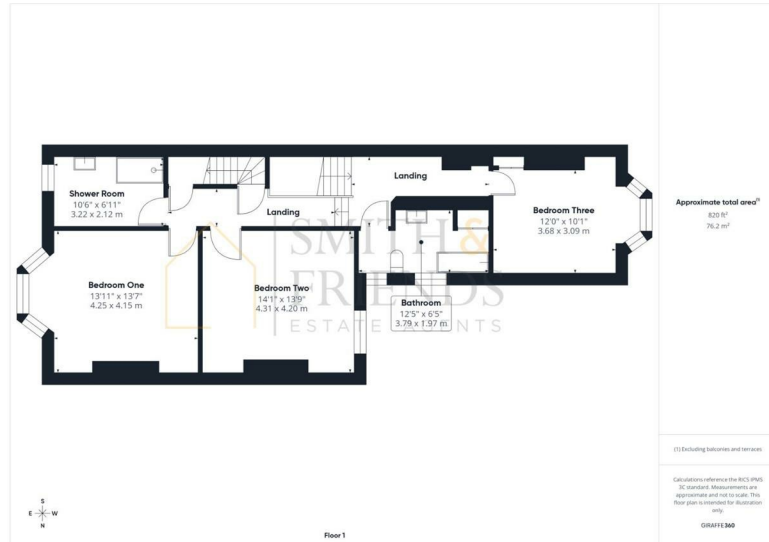 Shower Room
10'6" x 6'11"
3.22 x 2.12 m
Landing
Landing
Bedroom Three
12'0" x 10'1"
3.68 x 3.09 m
Bedroom One
13'11" x 13'7"
4.25 x 4.15 m
Bedroom Two
14'1" x 13'9"
4.31 x 4.20 m
Bathroom
12'5" x 6'5"
3.79 x 1.97 m
SMITH &
FRIENDS
ESTATE AGENTS
Approximate total area(1)
820 ft²
76.2 m²
(1) Excluding balconies and terraces
Calculations reference the RICS IPMS
3C standard. Measurements are
approximate and not to scale. This
floor plan is intended for illustration
only.
GIRAFFE360
S
E W
N
Floor 1